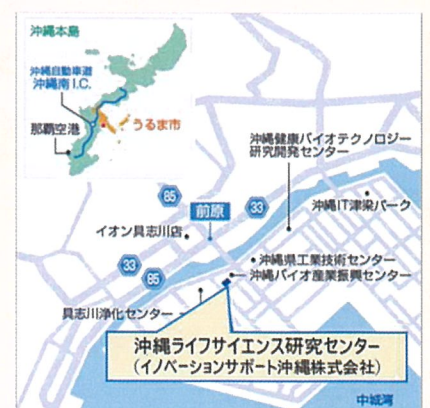 沖縄本島
沖縄自動車道
沖縄南I.C.
那覇空港
うるま市
沖縄健康バイオテクノロジー
研究開発センター
85
前原
33
沖縄IT津梁パーク
イオン具志川店
33
85
沖縄県工業技術センター
沖縄バイオ産業振興センター
具志川浄化センター
沖縄ライフサイエンス研究センター
(イノベーションサポート沖縄株式会社)
中城湾